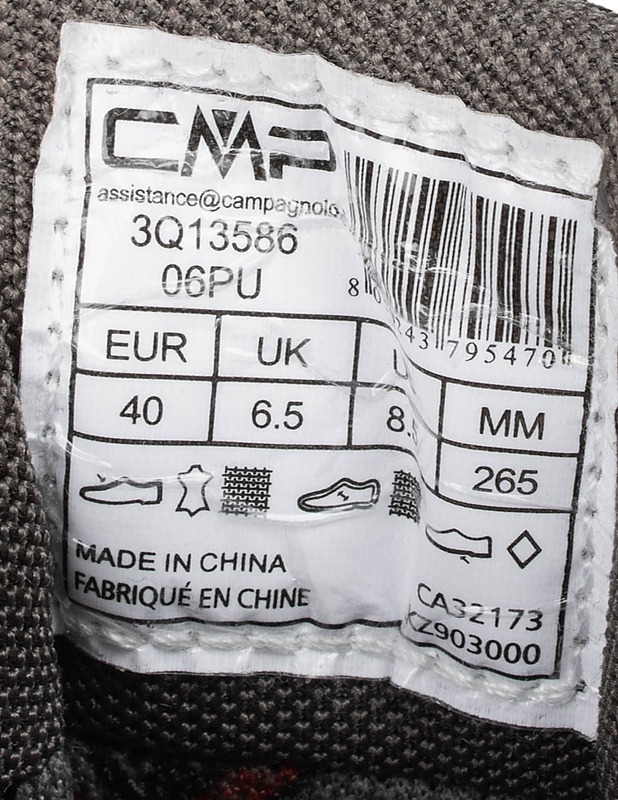 CMP
assistance@campagnolo
3Q13586
06PU
795470
EUR UK MM
40 6.5 265
MADE IN CHINA
FABRIQUÉ EN CHINE
CA32173